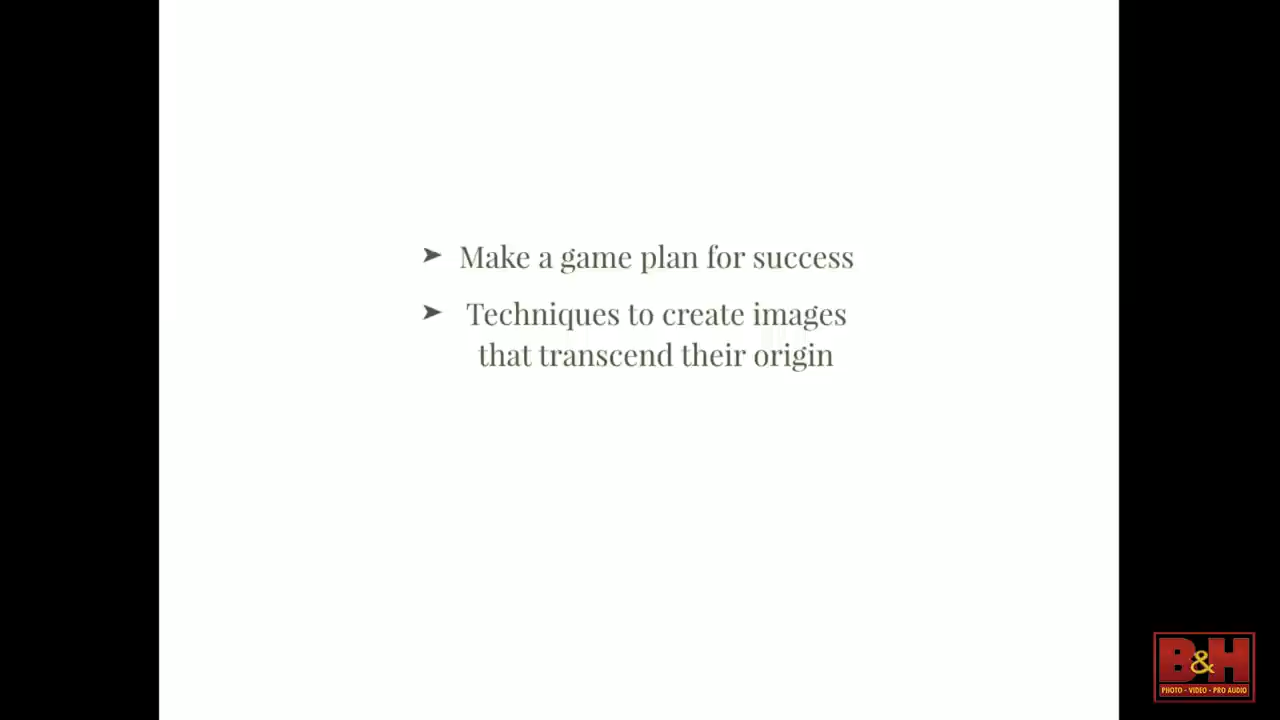 ➤ Make a game plan for success
➤ Techniques to create images
that transcend their origin
B&H
PHOTO - VIDEO - PRO AUDIO